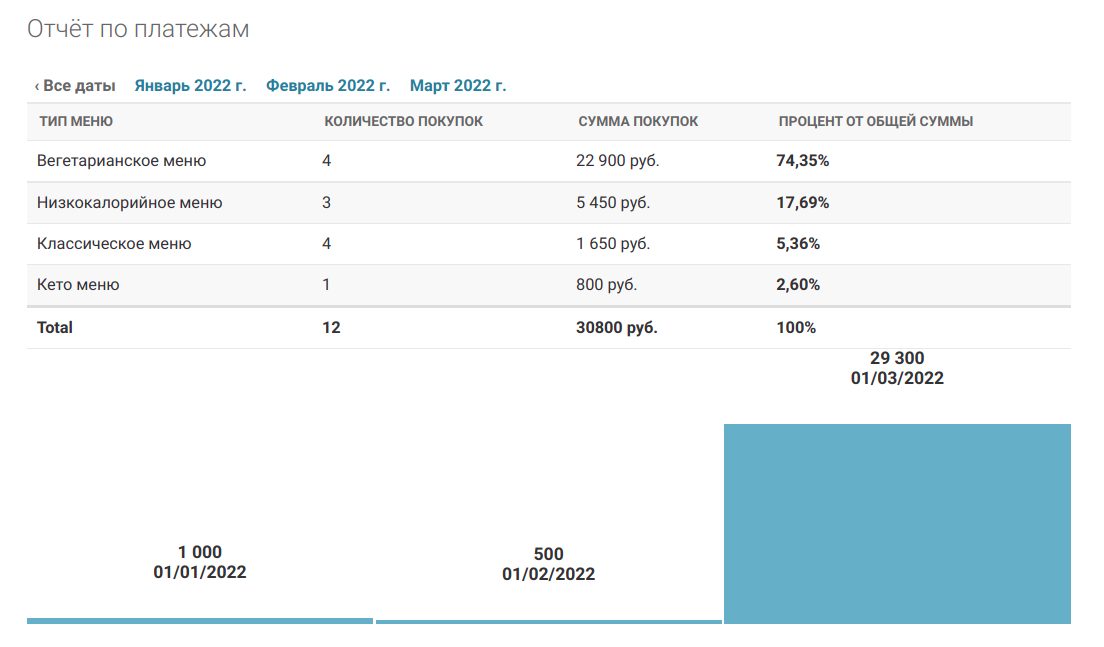 Отчёт по платежам
‹ Все даты Январь 2022 г. Февраль 2022 г. Март 2022 г.
ТИП МЕНЮ КОЛИЧЕСТВО ПОКУПОК СУММА ПОКУПОК ПРОЦЕНТ ОТ ОБЩЕЙ СУММЫ
Вегетарианское меню 4 22 900 руб. 74,35%
Низкокалорийное меню 3 5 450 руб. 17,69%
Классическое меню 4 1 650 руб. 5,36%
Кето меню 1 800 руб. 2,60%
Total 12 30800 руб. 100%
29 300
01/03/2022
1 000
01/01/2022
500
01/02/2022